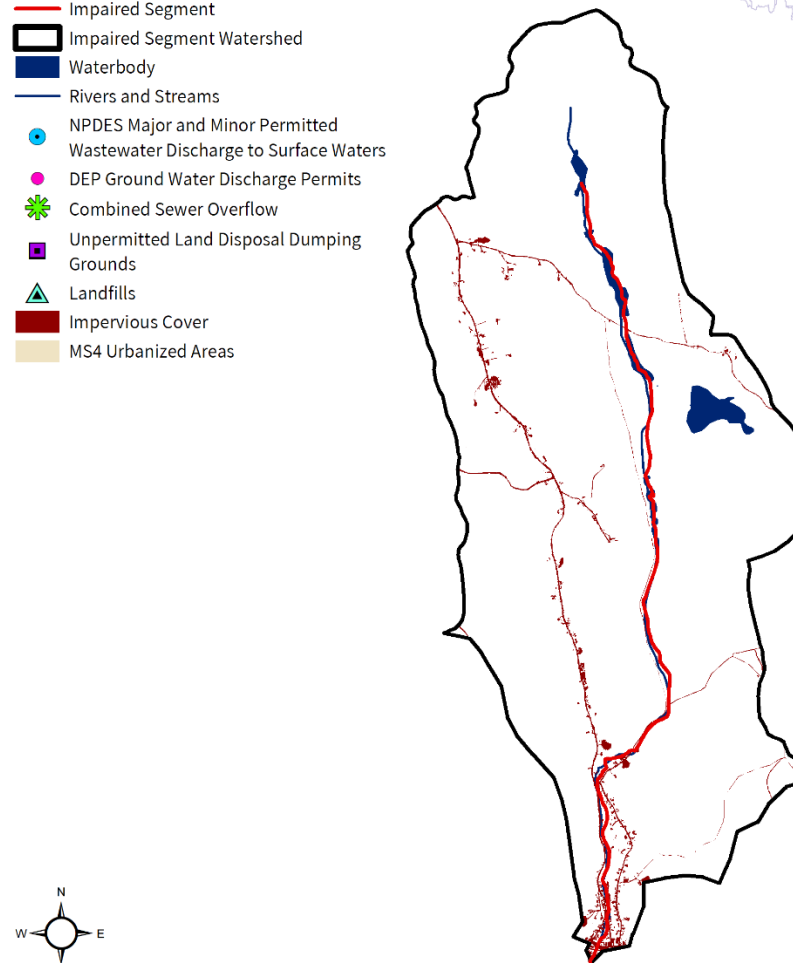 Impaired Segment
Impaired Segment Watershed
Waterbody
Rivers and Streams
NPDES Major and Minor Permitted
Wastewater Discharge to Surface Waters
DEP Ground Water Discharge Permits
Combined Sewer Overflow
Unpermitted Land Disposal Dumping
Grounds
Landfills
Impervious Cover
MS4 Urbanized Areas
N
W E
S